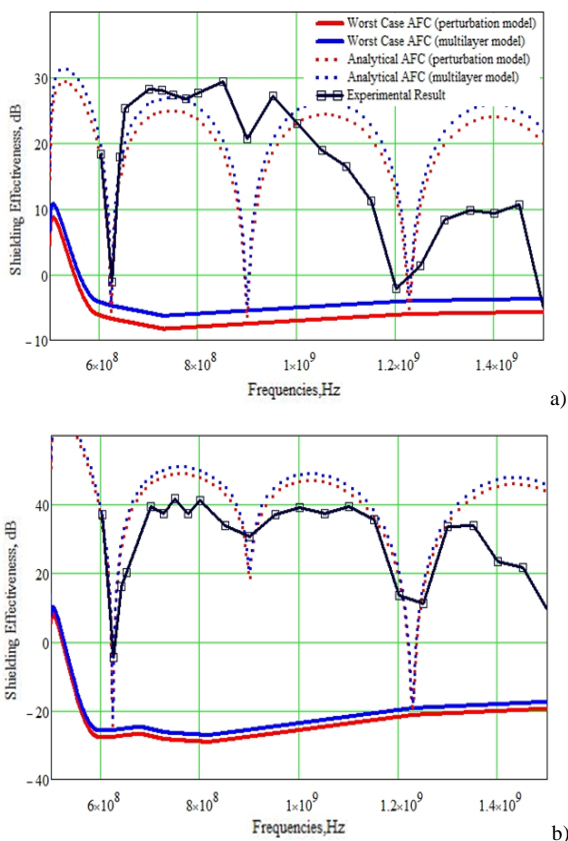 Worst Case AFC (perturbation model)
Worst Case AFC (multilayer model)
Analytical AFC (perturbation model)
Analytical AFC (multilayer model)
Experimental Result
Shielding Effectiveness, dB
30
20
10
0
−10
6×10⁸
8×10⁸
1×10⁹
1.2×10⁹
1.4×10⁹
Frequencies,Hz
a)
Shielding Effectiveness, dB
40
20
0
−20
−40
6×10⁸
8×10⁸
1×10⁹
1.2×10⁹
1.4×10⁹
Frequencies,Hz
b)